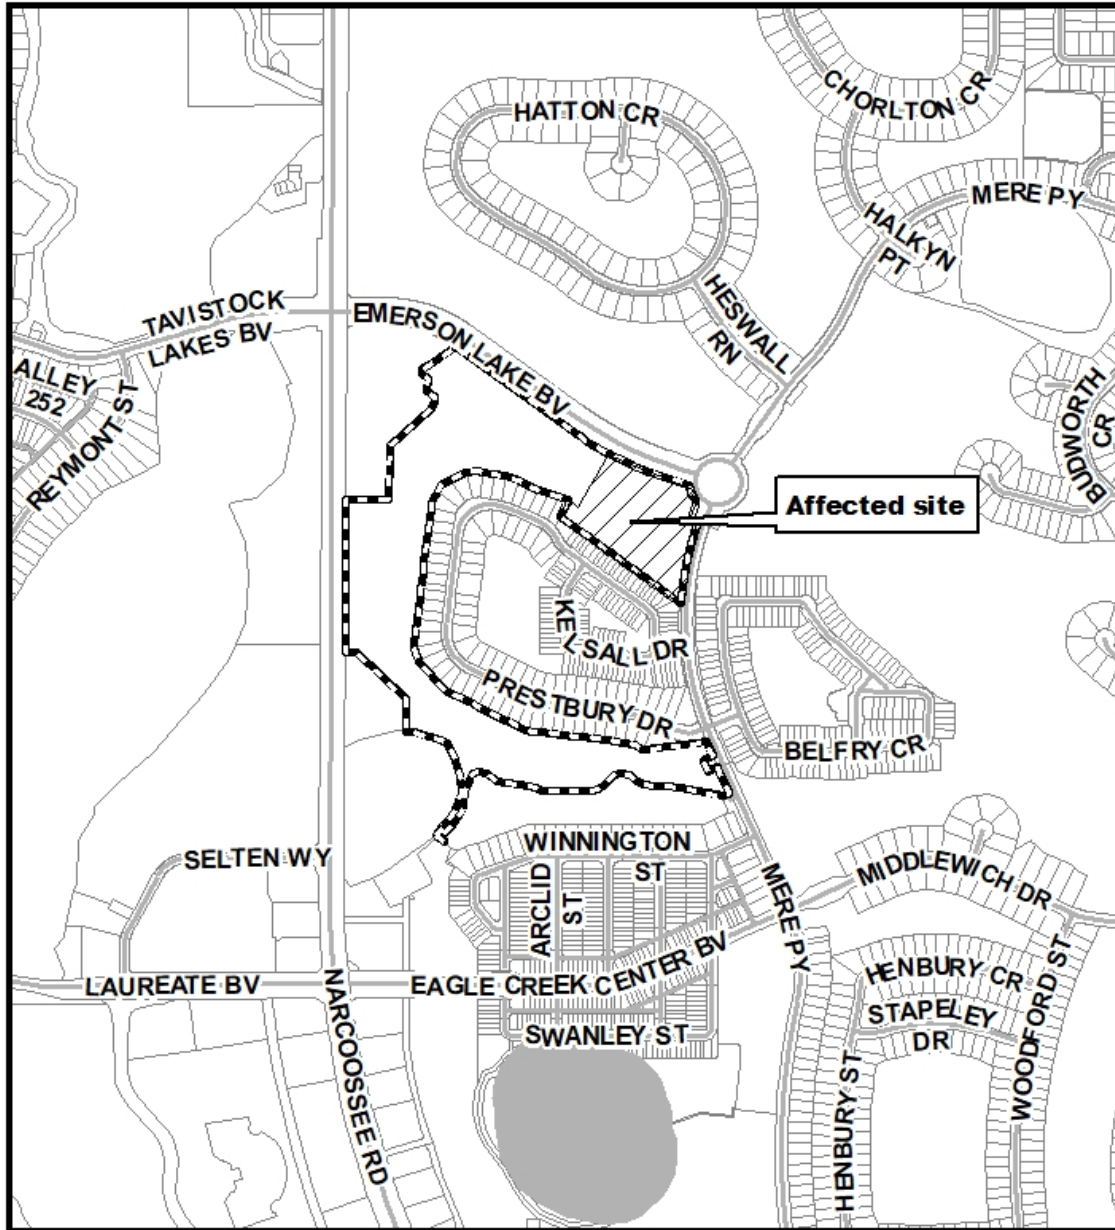 HATTON CR
CHORLTON CR
MERE PY
HALKYN
PT
HESWALL
RN
TAVISTOCK
LAKES BV
EMERSON LAKE BV
ALLEY
252
REYMONT ST
BUDWORTH
CR
Affected site
KELSALL DR
PRESTBURY DR
BELFRY CR
SELTEN WY
WINNINGTON
ST
ARCLID
ST
MERE PY
MIDDLEWICH DR
LAUREATE BV
NARCOOSSEE RD
EAGLE CREEK CENTER BV
SWANLEY ST
HENBURY CR
STAPELEY
DR
WOODFORD ST
HENBURY ST